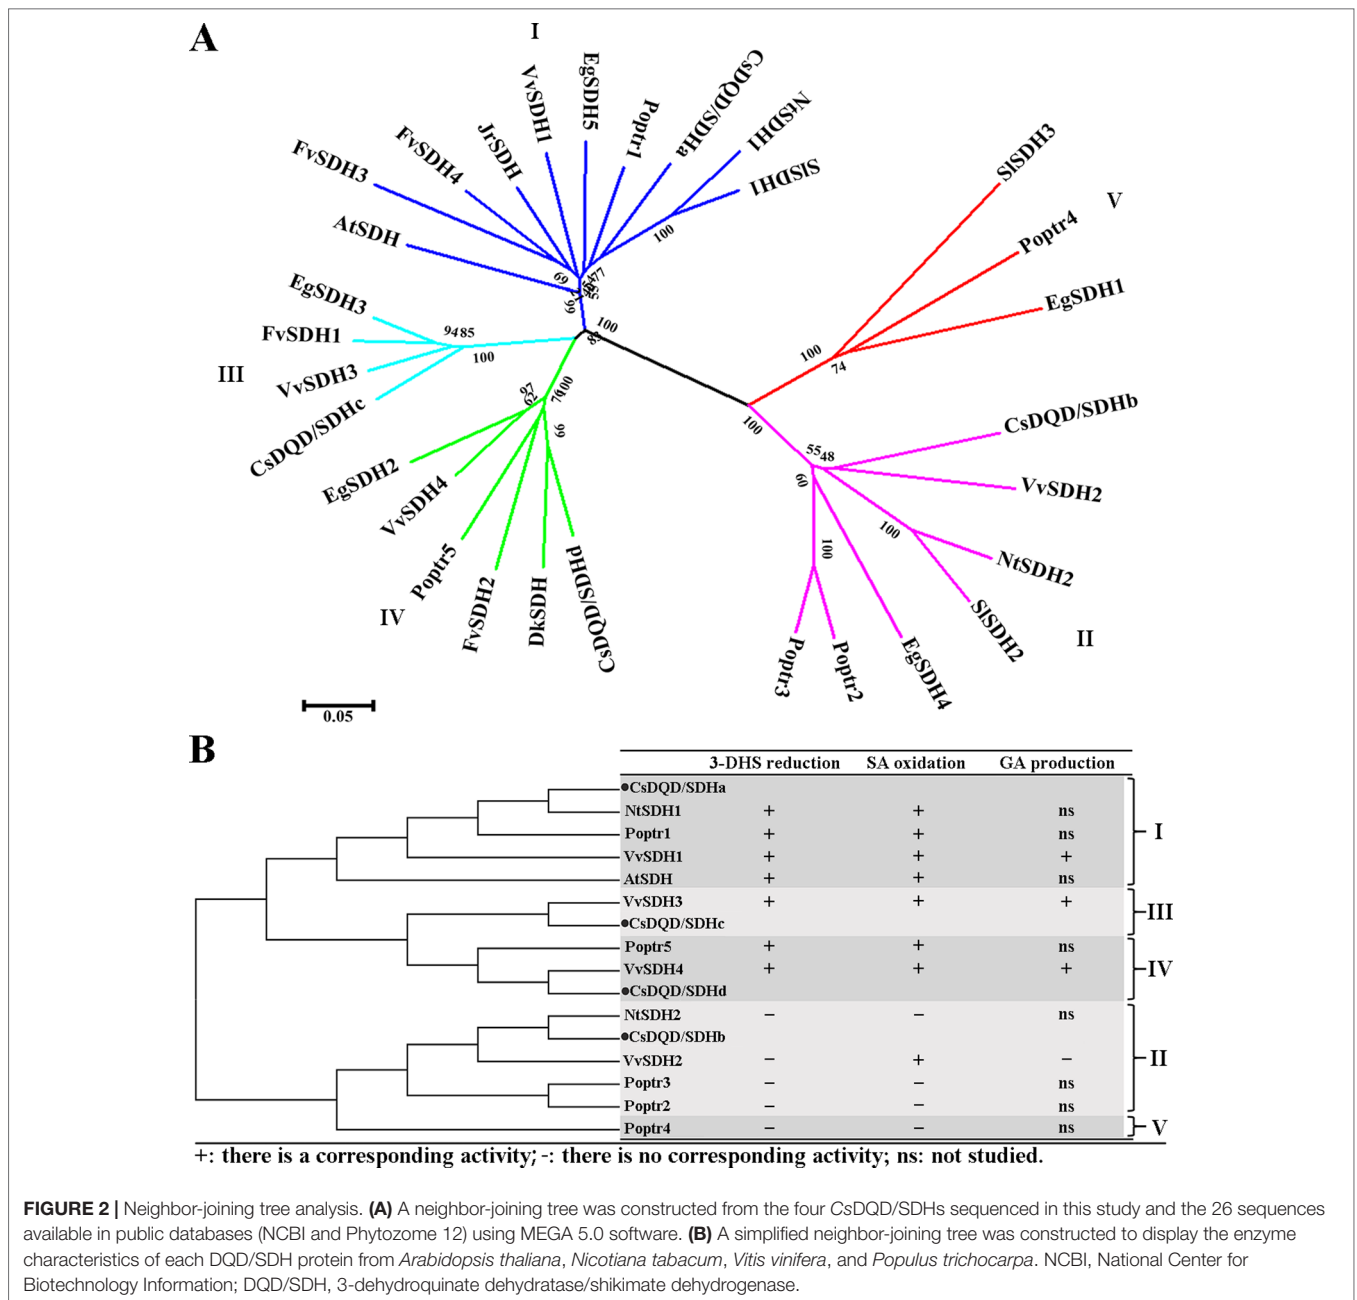 A
I
FvSDH3
FvSDH4
JrSDH
VvSDH1
EgSDH5
Poptr1
CsDQD/SDHa
NtSDH1
SlSDH1
AtSDH
SlSDH3
V
Poptr4
EgSDH1
EgSDH3
FvSDH1
III
VvSDH3
CsDQD/SDHc
EgSDH2
VvSDH4
Poptr5
IV
FvSDH2
DkSDH
CsDQD/SDHd
CsDQD/SDHb
VvSDH2
NtSDH2
SlSDH2
II
EgSDH4
Poptr2
Poptr3
100
69
77
55
99
100
83
94 85
100
97
62
100
99
100
74
100
55 48
60
100
100
0.05
B
3-DHS reduction SA oxidation GA production
●CsDQD/SDHa
NtSDH1 + + ns
Poptr1 + + ns
I
VvSDH1 + + +
AtSDH + + ns
VvSDH3 + + +
III
●CsDQD/SDHc
Poptr5 + + ns
VvSDH4 + + +
IV
●CsDQD/SDHd
NtSDH2 − − ns
●CsDQD/SDHb
VvSDH2 − + −
II
Poptr3 − − ns
Poptr2 − − ns
Poptr4 − − ns
V
+: there is a corresponding activity; -: there is no corresponding activity; ns: not studied.
FIGURE 2 | Neighbor-joining tree analysis. (A) A neighbor-joining tree was constructed from the four CsDQD/SDHs sequenced in this study and the 26 sequences
available in public databases (NCBI and Phytozome 12) using MEGA 5.0 software. (B) A simplified neighbor-joining tree was constructed to display the enzyme
characteristics of each DQD/SDH protein from Arabidopsis thaliana, Nicotiana tabacum, Vitis vinifera, and Populus trichocarpa. NCBI, National Center for
Biotechnology Information; DQD/SDH, 3-dehydroquinate dehydratase/shikimate dehydrogenase.